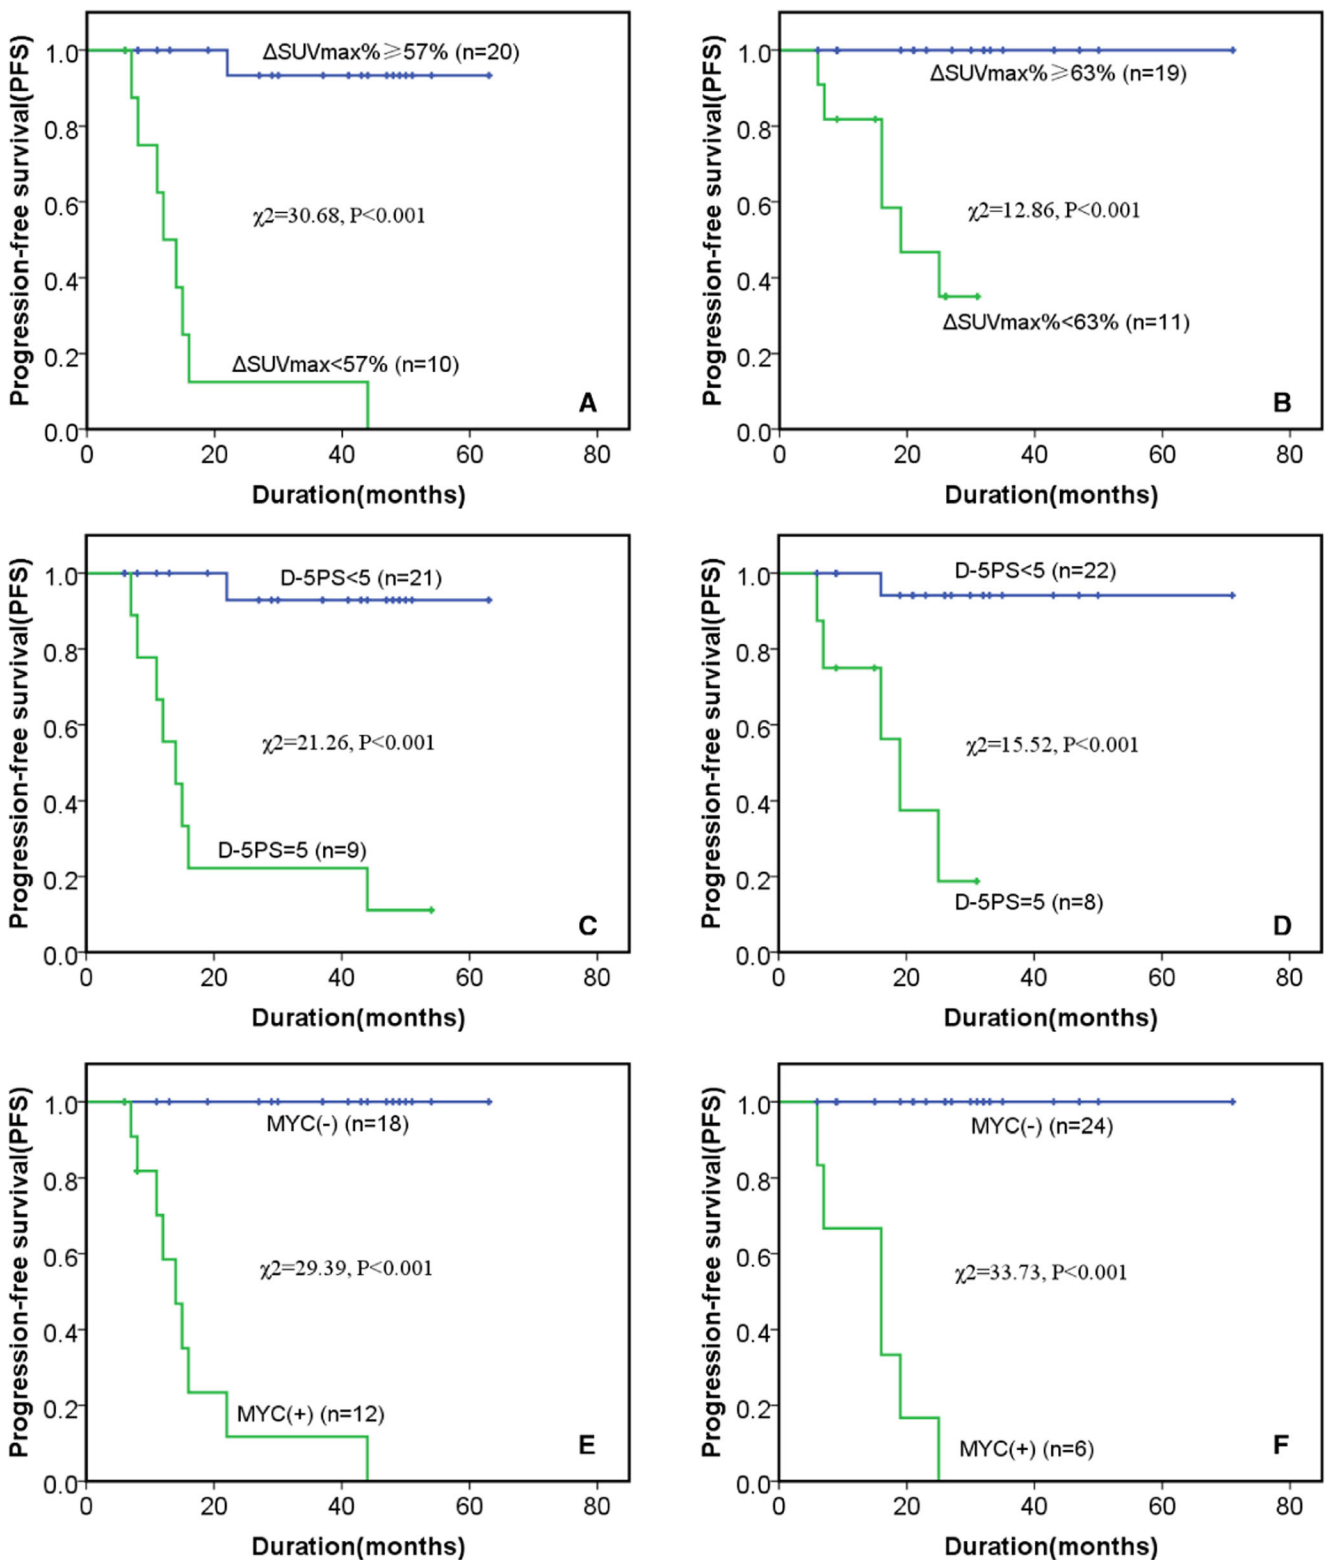 Progression-free survival(PFS)
1.0
0.8
0.6
0.4
0.2
0.0
ΔSUVmax%≥57% (n=20)
χ2=30.68, P<0.001
ΔSUVmax<57% (n=10)
A
0 20 40 60 80
Duration(months)
Progression-free survival(PFS)
1.0
0.8
0.6
0.4
0.2
0.0
ΔSUVmax%≥63% (n=19)
χ2=12.86, P<0.001
ΔSUVmax%<63% (n=11)
B
0 20 40 60 80
Duration(months)
Progression-free survival(PFS)
1.0
0.8
0.6
0.4
0.2
0.0
D-5PS<5 (n=21)
χ2=21.26, P<0.001
D-5PS=5 (n=9)
C
0 20 40 60 80
Duration(months)
Progression-free survival(PFS)
1.0
0.8
0.6
0.4
0.2
0.0
D-5PS<5 (n=22)
χ2=15.52, P<0.001
D-5PS=5 (n=8)
D
0 20 40 60 80
Duration(months)
Progression-free survival(PFS)
1.0
0.8
0.6
0.4
0.2
0.0
MYC(-) (n=18)
χ2=29.39, P<0.001
MYC(+) (n=12)
E
0 20 40 60 80
Duration(months)
Progression-free survival(PFS)
1.0
0.8
0.6
0.4
0.2
0.0
MYC(-) (n=24)
χ2=33.73, P<0.001
MYC(+) (n=6)
F
0 20 40 60 80
Duration(months)